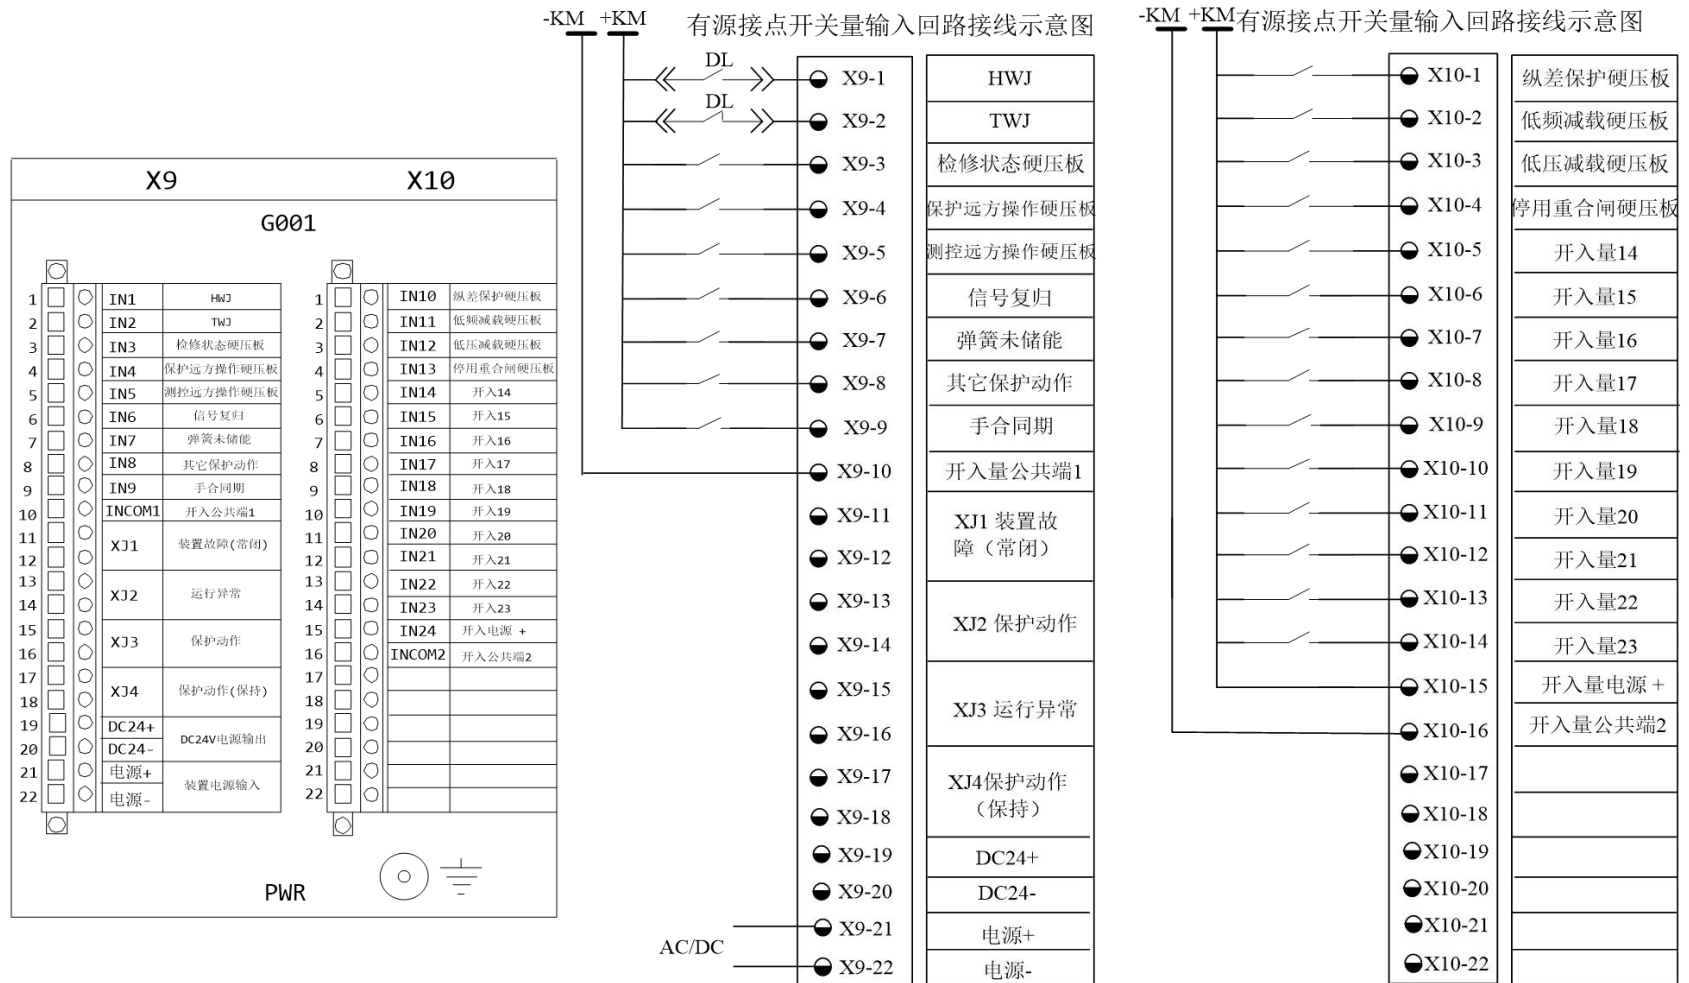 X9 X10
G001
1 IN1 HWJ
2 IN2 TWJ
3 IN3 检修状态硬压板
4 IN4 保护远方操作硬压板
5 IN5 测控远方操作硬压板
6 IN6 信号复归
7 IN7 弹簧未储能
8 IN8 其它保护动作
9 IN9 手合同期
10 INCOM1 开入公共端1
11
12
XJ1 装置故障(常闭)
13
14
XJ2 运行异常
15
16
XJ3 保护动作
17
18
XJ4 保护动作(保持)
19 DC24+
20 DC24-
DC24V电源输出
21 电源+
22 电源-
装置电源输入
1 IN10 纵差保护硬压板
2 IN11 低频减载硬压板
3 IN12 低压减载硬压板
4 IN13 停用重合闸硬压板
5 IN14 开入14
6 IN15 开入15
7 IN16 开入16
8 IN17 开入17
9 IN18 开入18
10 IN19 开入19
11 IN20 开入20
12 IN21 开入21
13 IN22 开入22
14 IN23 开入23
15 IN24 开入电源 +
16 INCOM2 开入公共端2
17
18
19
20
21
22
PWR
-KM +KM 有源接点开关量输入回路接线示意图
DL
X9-1 HWJ
DL
X9-2 TWJ
X9-3 检修状态硬压板
X9-4 保护远方操作硬压板
X9-5 测控远方操作硬压板
X9-6 信号复归
X9-7 弹簧未储能
X9-8 其它保护动作
X9-9 手合同期
X9-10 开入量公共端1
X9-11
X9-12
XJ1 装置故
障（常闭）
X9-13
X9-14
XJ2 保护动作
X9-15
X9-16
XJ3 运行异常
X9-17
X9-18
XJ4保护动作
（保持）
X9-19 DC24+
X9-20 DC24-
AC/DC
X9-21 电源+
X9-22 电源-
-KM +KM 有源接点开关量输入回路接线示意图
X10-1 纵差保护硬压板
X10-2 低频减载硬压板
X10-3 低压减载硬压板
X10-4 停用重合闸硬压板
X10-5 开入量14
X10-6 开入量15
X10-7 开入量16
X10-8 开入量17
X10-9 开入量18
X10-10 开入量19
X10-11 开入量20
X10-12 开入量21
X10-13 开入量22
X10-14 开入量23
X10-15 开入量电源 +
X10-16 开入量公共端2
X10-17
X10-18
X10-19
X10-20
X10-21
X10-22